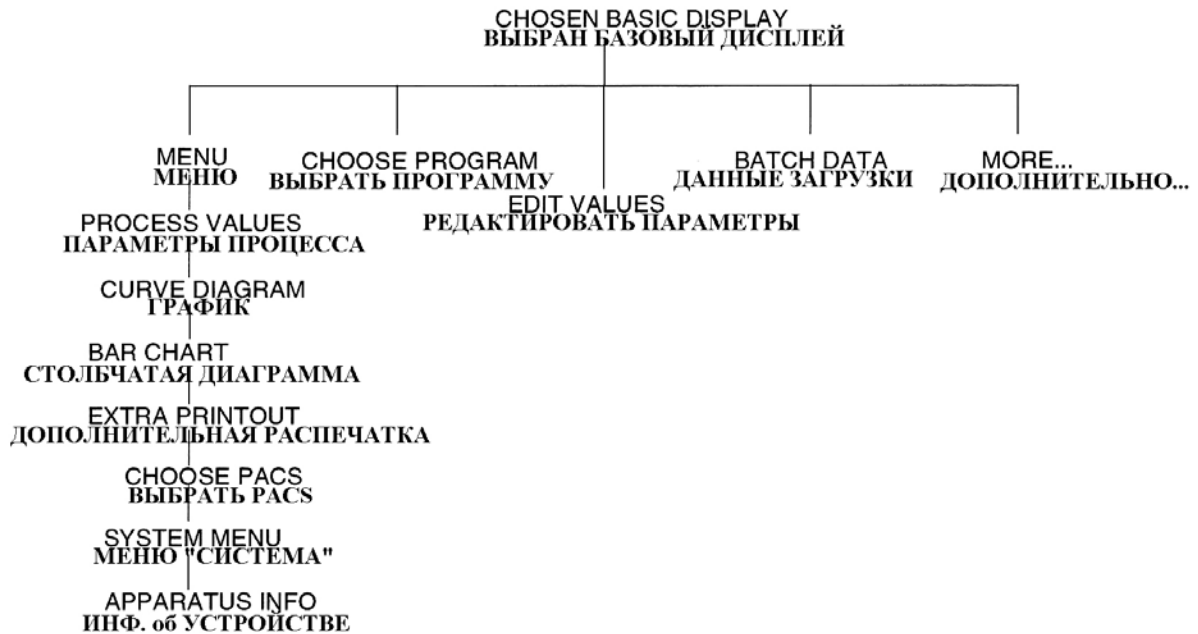 CHOSEN BASIC DISPLAY
ВЫБРАН БАЗОВЫЙ ДИСПЛЕЙ
MENU
МЕНЮ
CHOOSE PROGRAM
ВЫБРАТЬ ПРОГРАММУ
EDIT VALUES
РЕДАКТИРОВАТЬ ПАРАМЕТРЫ
BATCH DATA
ДАННЫЕ ЗАГРУЗКИ
MORE...
ДОПОЛНИТЕЛЬНО...
PROCESS VALUES
ПАРАМЕТРЫ ПРОЦЕССА
CURVE DIAGRAM
ГРАФИК
BAR CHART
СТОЛБЧАТАЯ ДИАГРАММА
EXTRA PRINTOUT
ДОПОЛНИТЕЛЬНАЯ РАСПЕЧАТКА
CHOOSE PACS
ВЫБРАТЬ PACS
SYSTEM MENU
МЕНЮ "СИСТЕМА"
APPARATUS INFO
ИНФ. об УСТРОЙСТВЕ